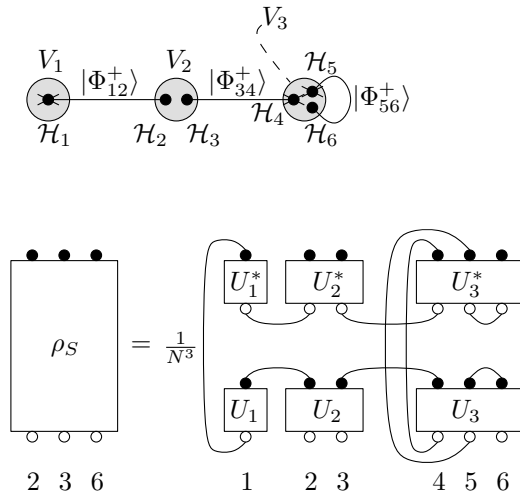 V₃
V₁ |Φ⁺₁₂⟩ V₂ |Φ⁺₃₄⟩ ℋ₅
ℋ₁ ℋ₂ ℋ₃ ℋ₄ ℋ₆ |Φ⁺₅₆⟩
U₁* U₂* U₃*
ρ_S = 1/N³
U₁ U₂ U₃
2 3 6 1 2 3 4 5 6